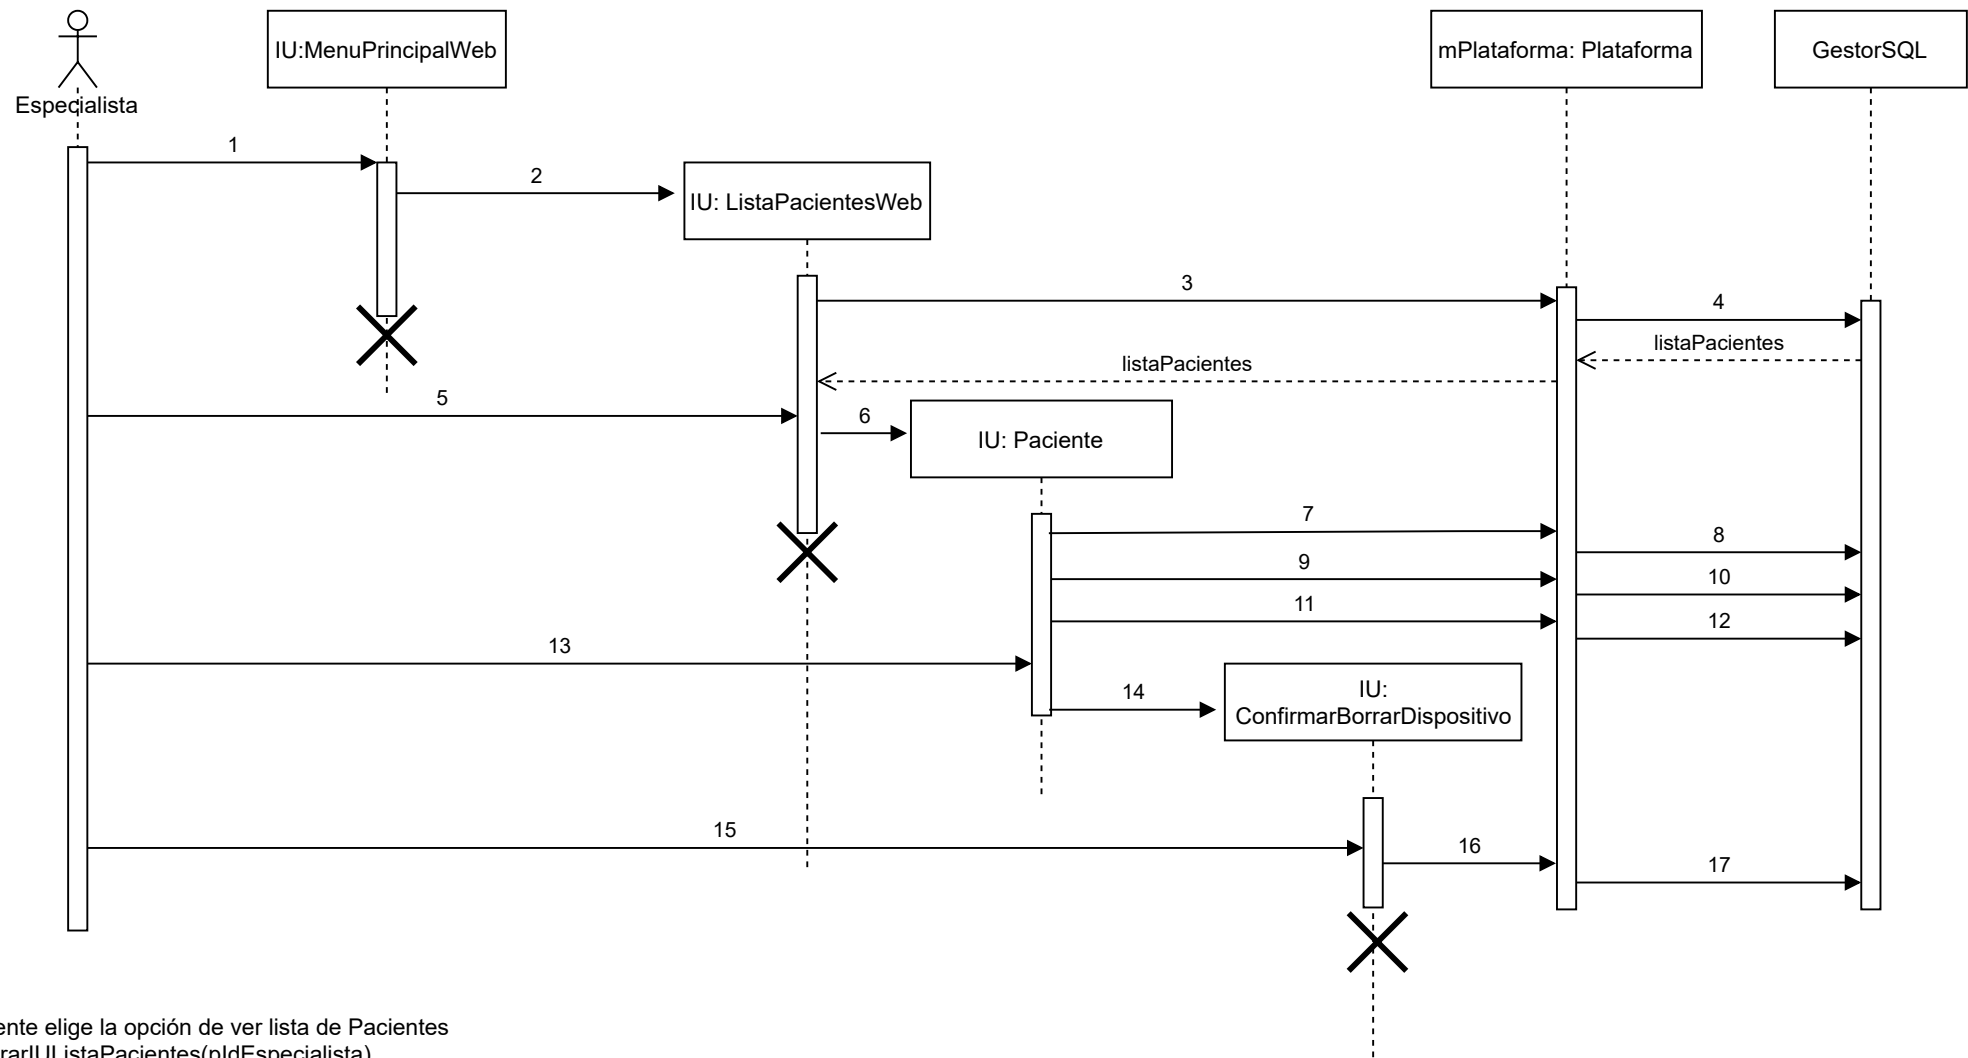 IU:MenuPrincipalWeb
mPlataforma: Plataforma
GestorSQL
Especialista
1
2
IU: ListaPacientesWeb
3
4
listaPacientes
listaPacientes
5
6
IU: Paciente
7
8
9
10
11
12
13
14
IU:
ConfirmarBorrarDispositivo
15
16
17
ente elige la opción de ver lista de Pacientes
rarIUListaPacientes(pIdEspecialista)